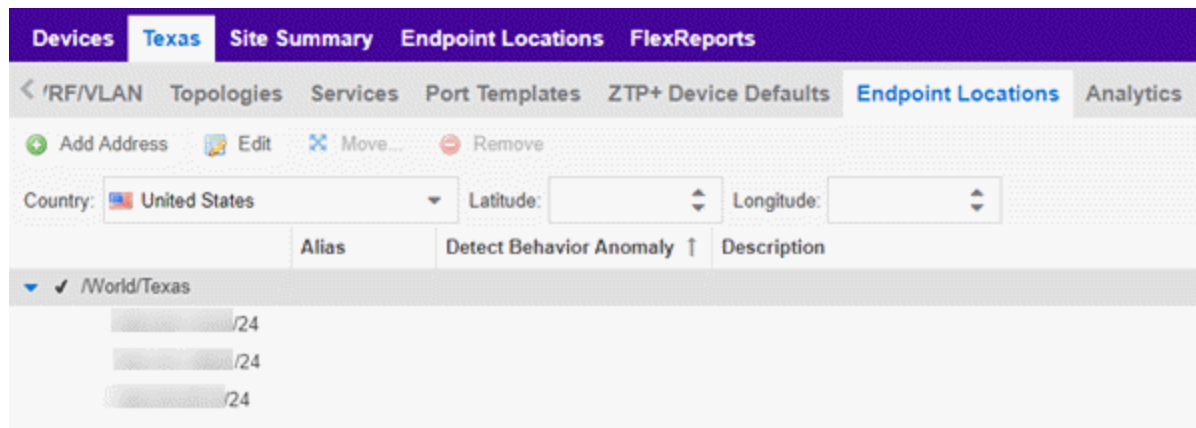 Devices Texas Site Summary Endpoint Locations FlexReports
/RF/VLAN Topologies Services Port Templates ZTP+ Device Defaults Endpoint Locations Analytics
Add Address Edit Move... Remove
Country: United States Latitude: Longitude:
Alias Detect Behavior Anomaly ↑ Description
/World/Texas
/24
/24
/24